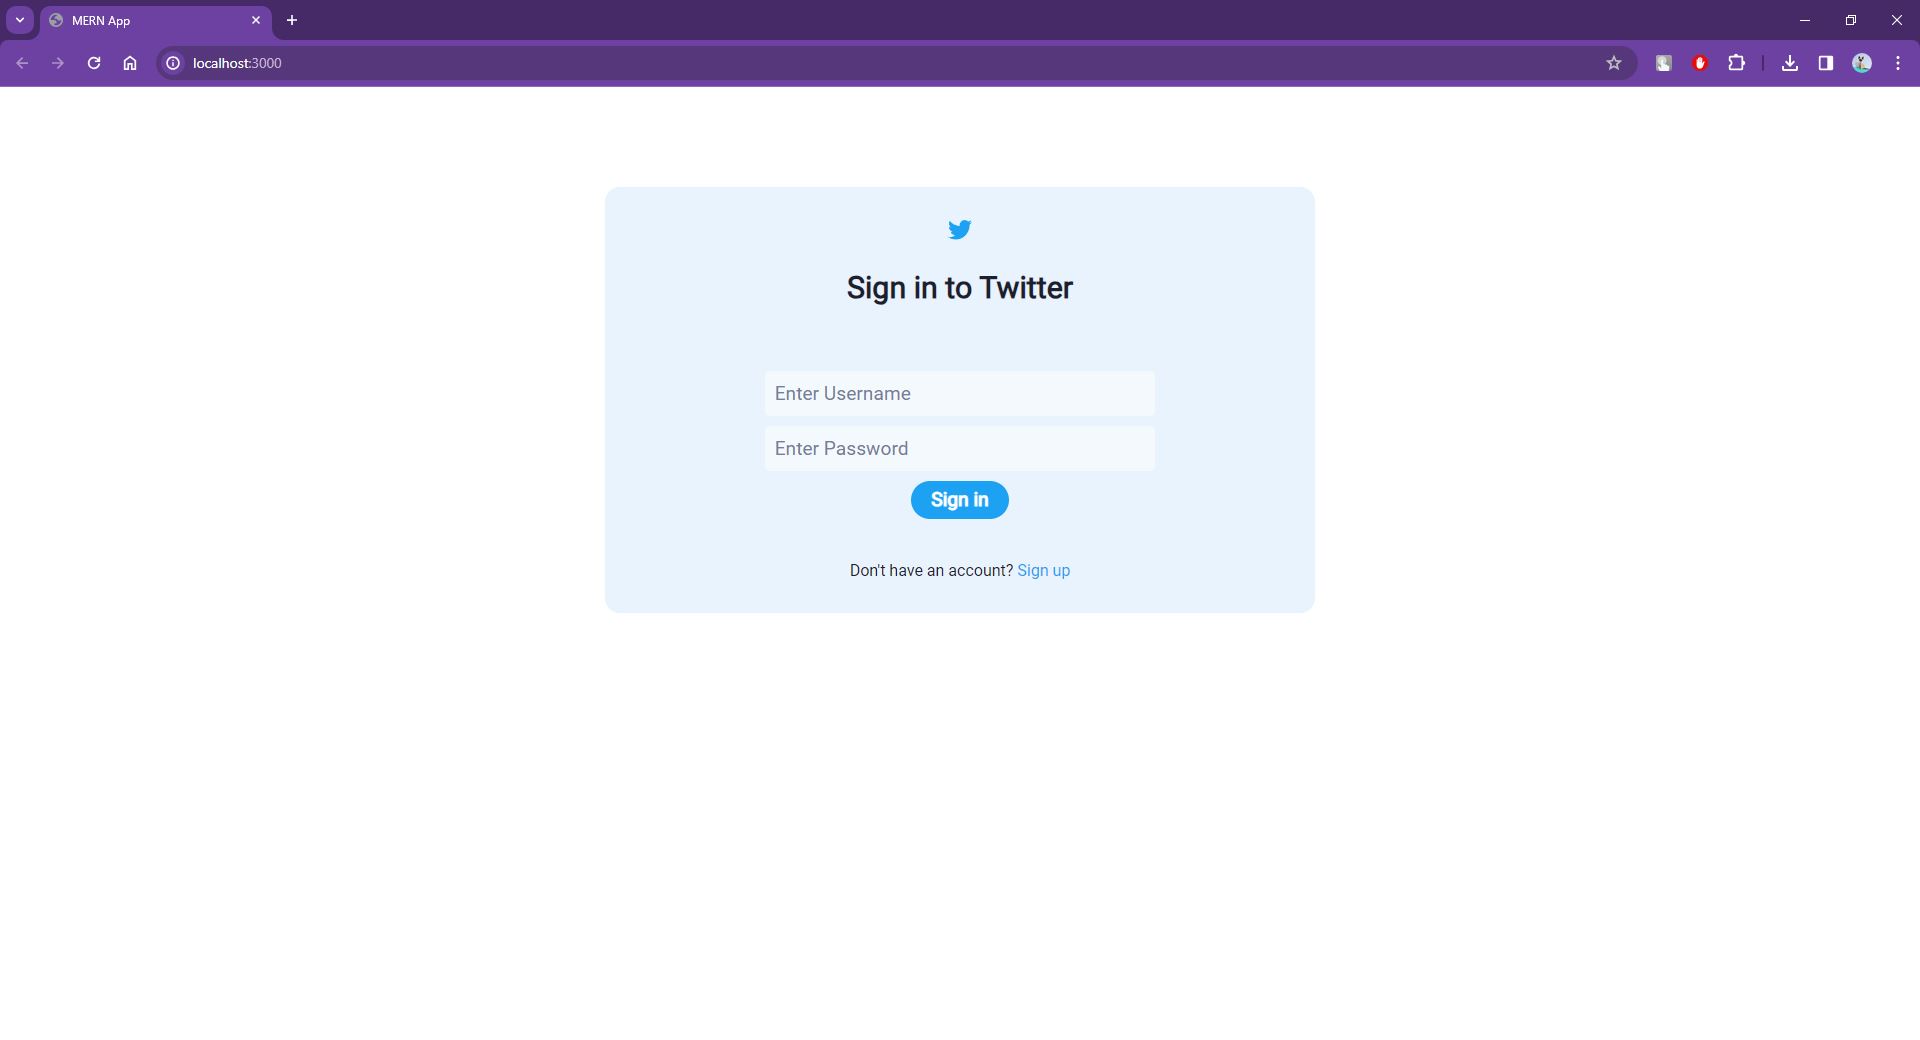 MERN App
localhost:3000
Sign in to Twitter
Enter Username
Enter Password
Sign in
Don't have an account? Sign up